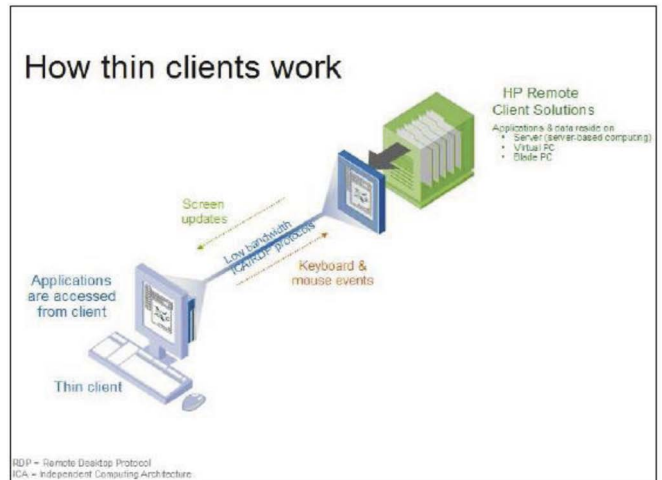 How thin clients work
HP Remote
Client Solutions
Applications & data reside on
• Server (server-based computing)
• Virtual PC
• Blade PC
Screen
updates
Low bandwidth
ICA/RDP protocols
Keyboard &
mouse events
Applications
are accessed
from client
Thin client
RDP = Remote Desktop Protocol
ICA = Independent Computing Architecture